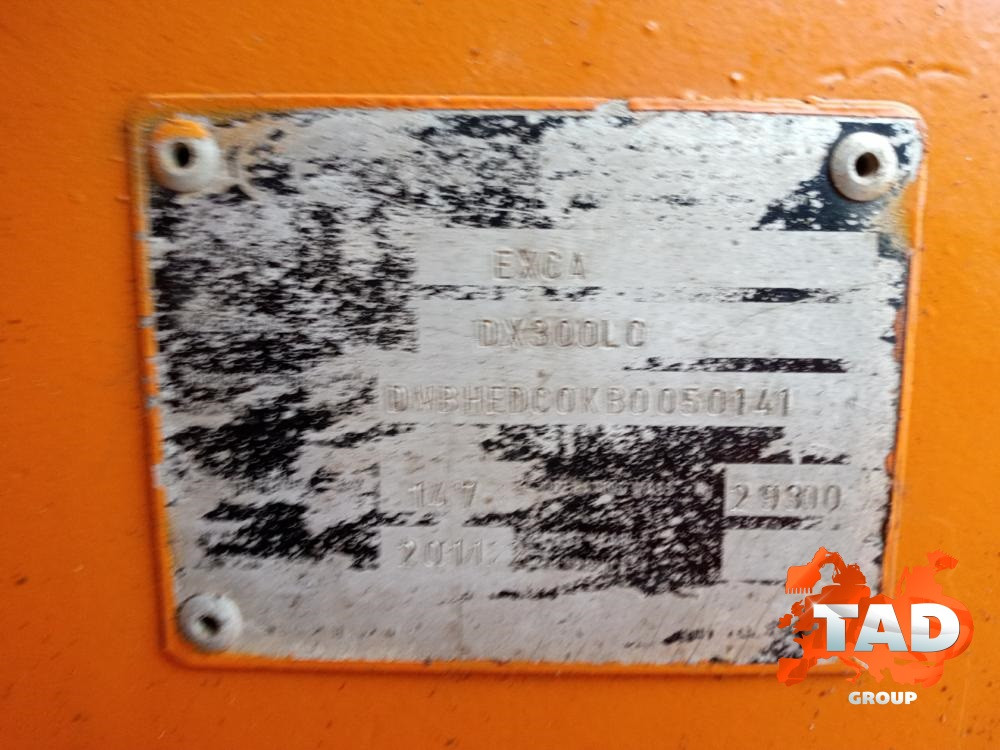 EXCA
DX300LC
DWBHEDC0KB0050141
147
29300
2011
TAD
GROUP